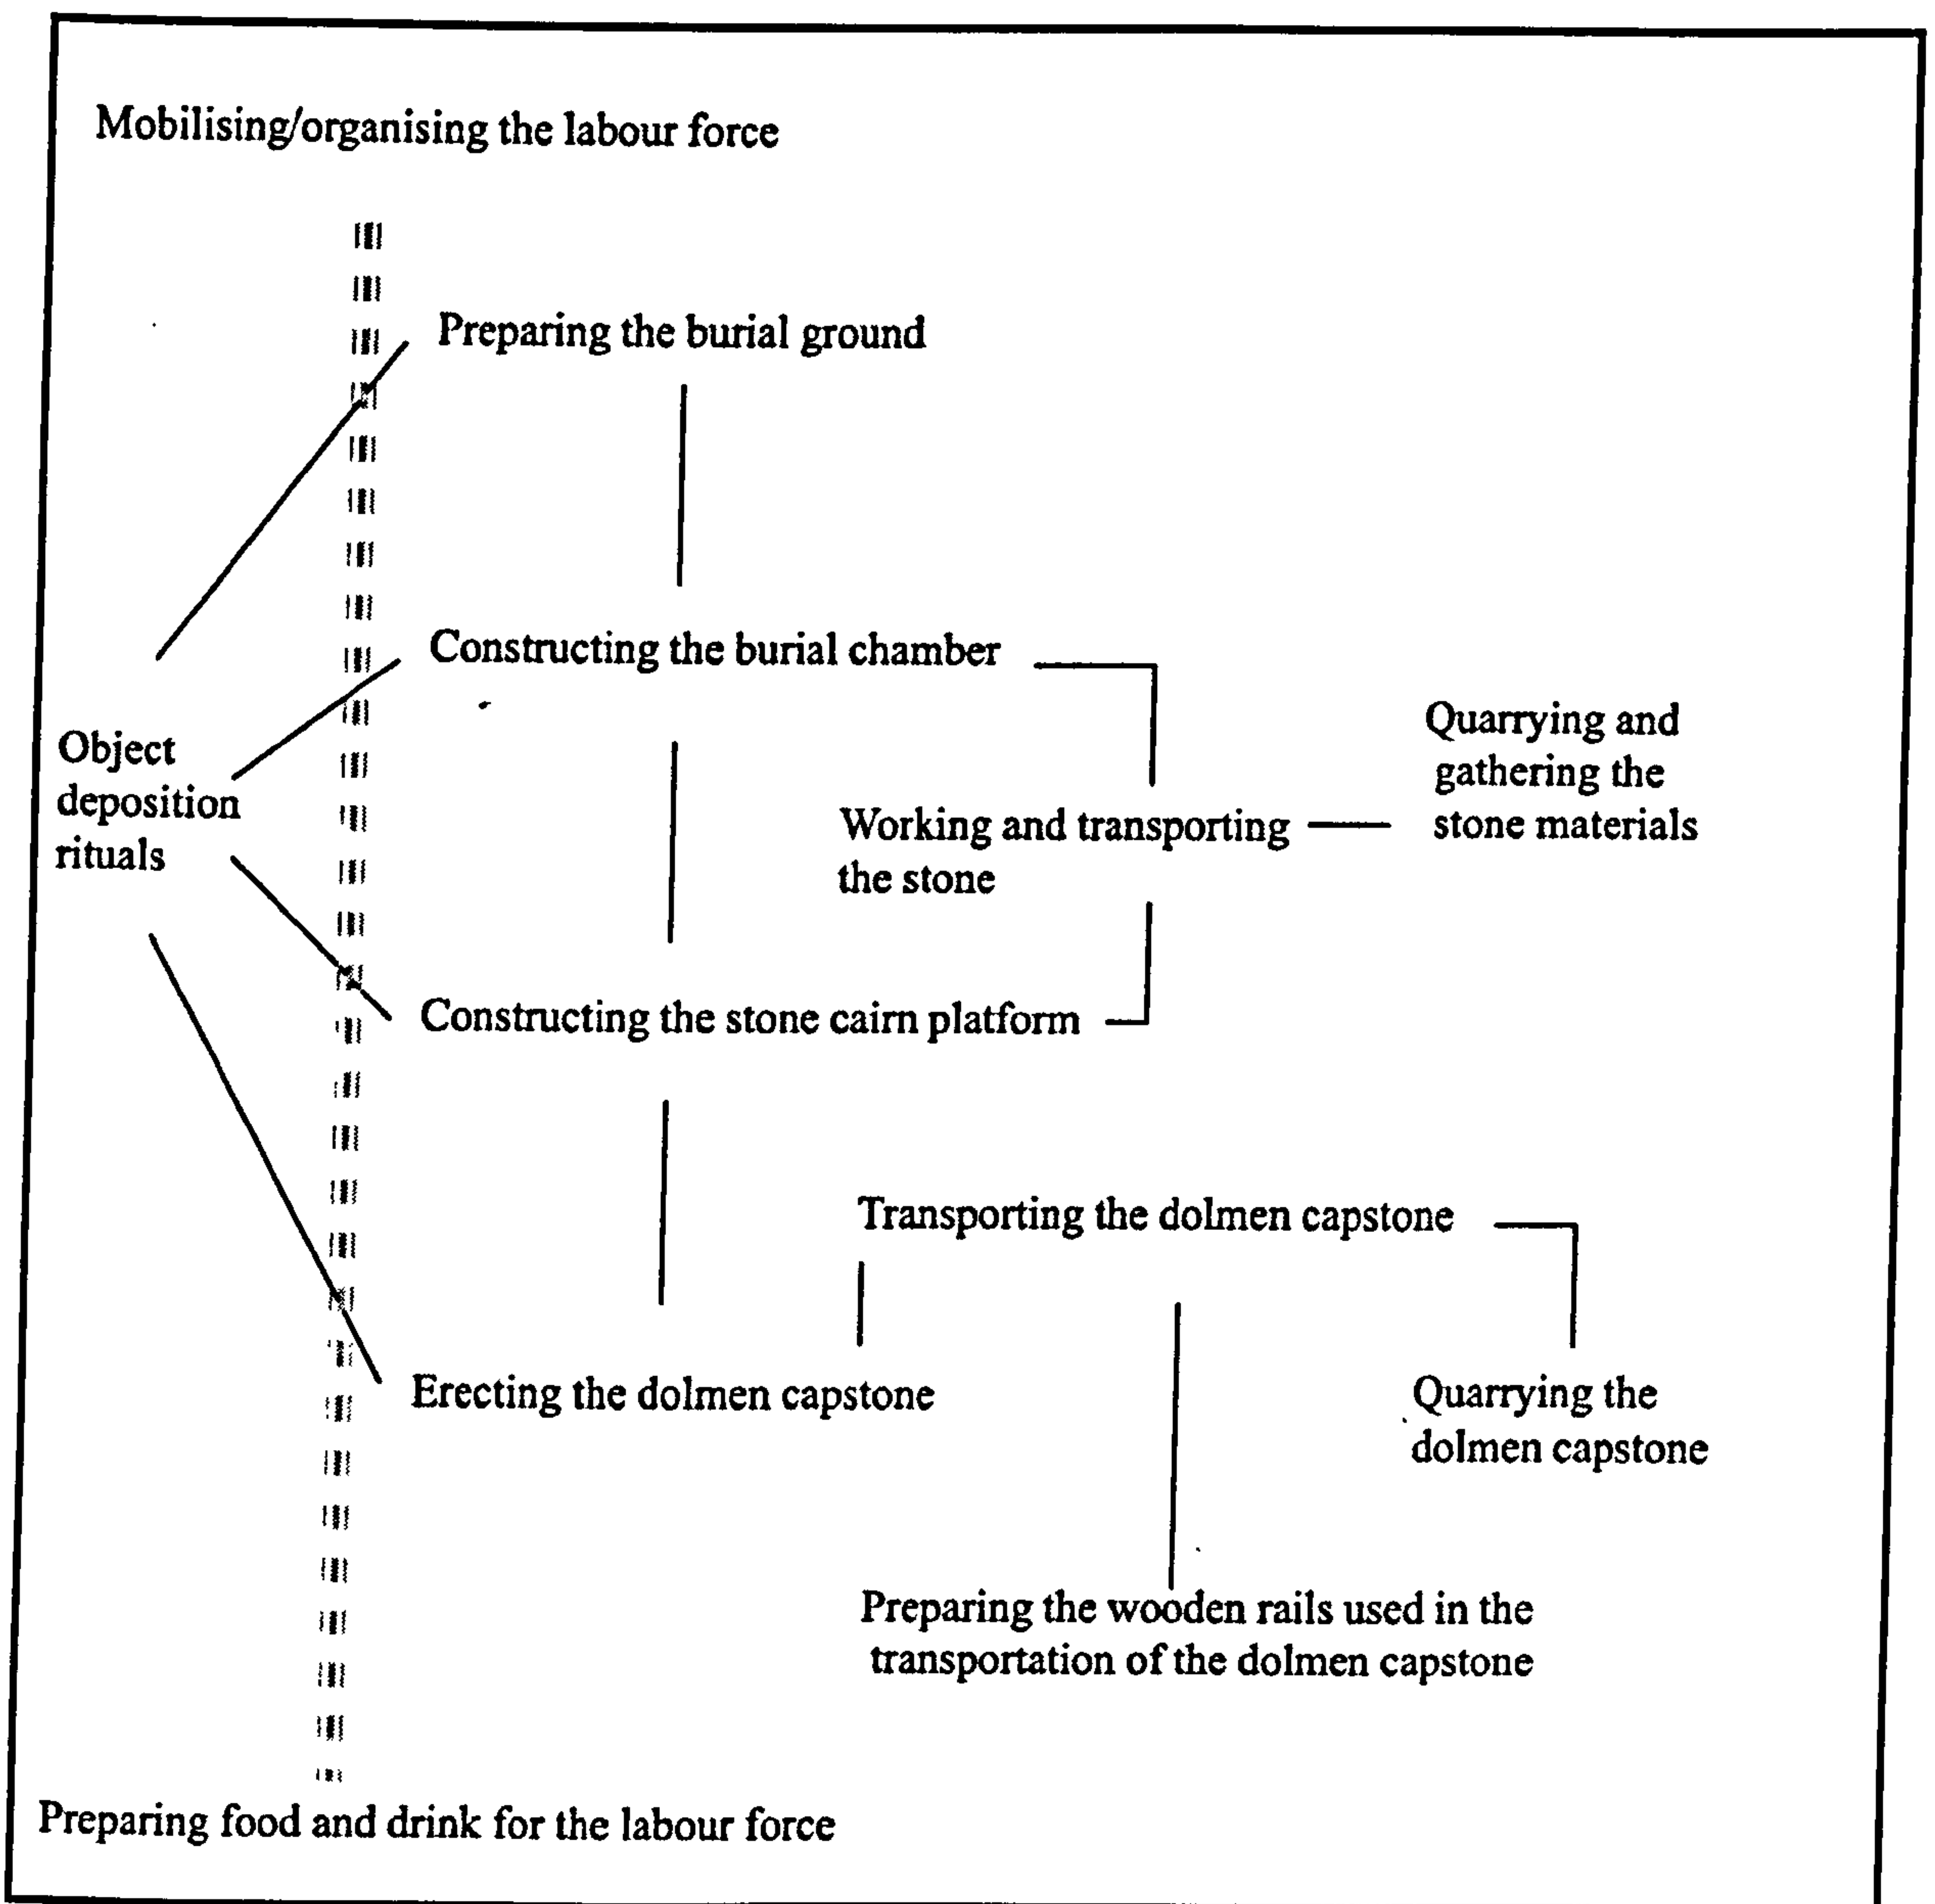 Mobilising/organising the labour force
Preparing the burial ground
Constructing the burial chamber
Object
deposition
rituals
Quarrying and
gathering the
stone materials
Working and transporting
the stone
Constructing the stone cairn platform
Transporting the dolmen capstone
Erecting the dolmen capstone
Quarrying the
dolmen capstone
Preparing the wooden rails used in the
transportation of the dolmen capstone
Preparing food and drink for the labour force